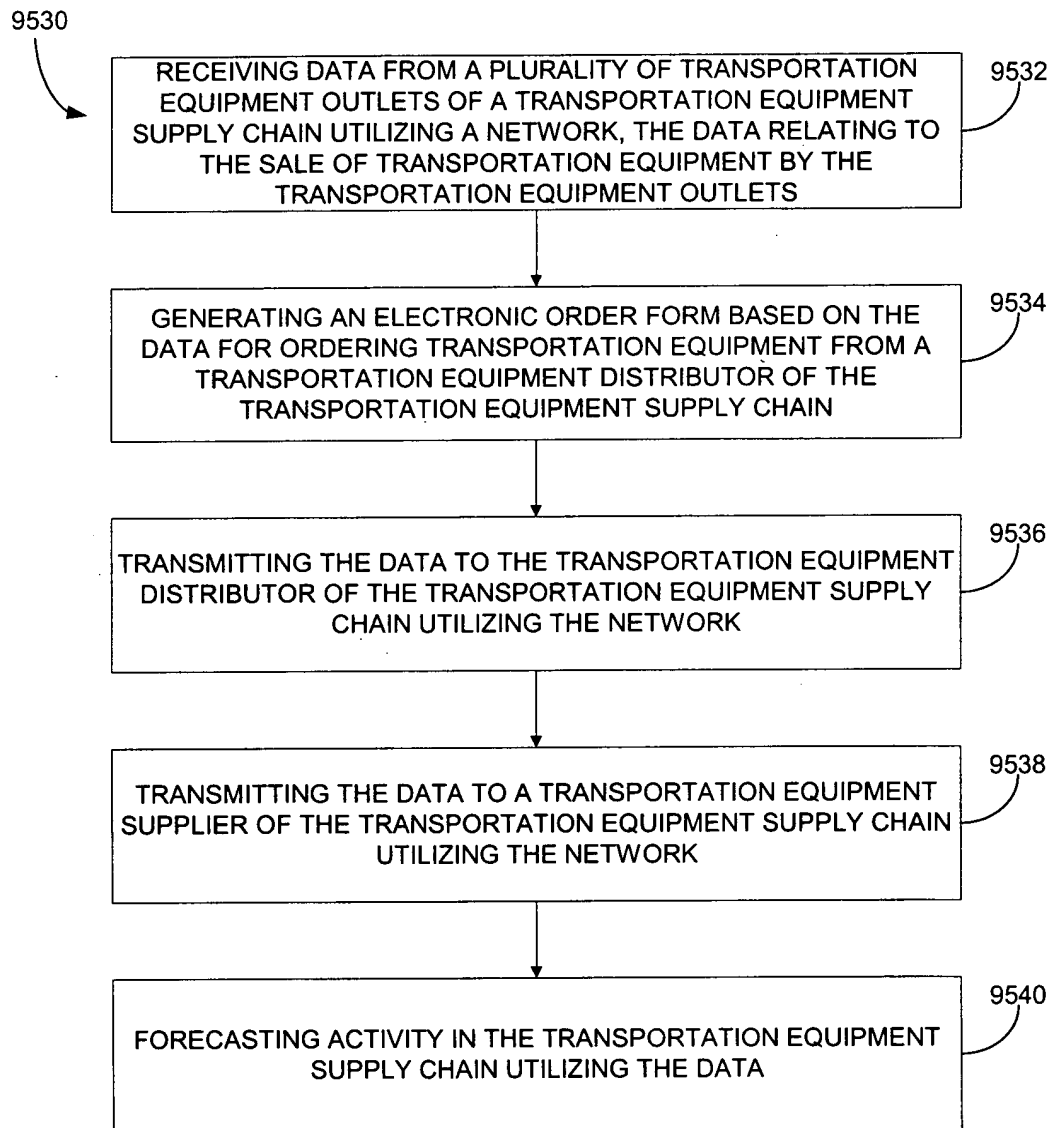 9530
RECEIVING DATA FROM A PLURALITY OF TRANSPORTATION
EQUIPMENT OUTLETS OF A TRANSPORTATION EQUIPMENT
SUPPLY CHAIN UTILIZING A NETWORK, THE DATA RELATING TO
THE SALE OF TRANSPORTATION EQUIPMENT BY THE
TRANSPORTATION EQUIPMENT OUTLETS
9532
GENERATING AN ELECTRONIC ORDER FORM BASED ON THE
DATA FOR ORDERING TRANSPORTATION EQUIPMENT FROM A
TRANSPORTATION EQUIPMENT DISTRIBUTOR OF THE
TRANSPORTATION EQUIPMENT SUPPLY CHAIN
9534
TRANSMITTING THE DATA TO THE TRANSPORTATION EQUIPMENT
DISTRIBUTOR OF THE TRANSPORTATION EQUIPMENT SUPPLY
CHAIN UTILIZING THE NETWORK
9536
TRANSMITTING THE DATA TO A TRANSPORTATION EQUIPMENT
SUPPLIER OF THE TRANSPORTATION EQUIPMENT SUPPLY CHAIN
UTILIZING THE NETWORK
9538
FORECASTING ACTIVITY IN THE TRANSPORTATION EQUIPMENT
SUPPLY CHAIN UTILIZING THE DATA
9540